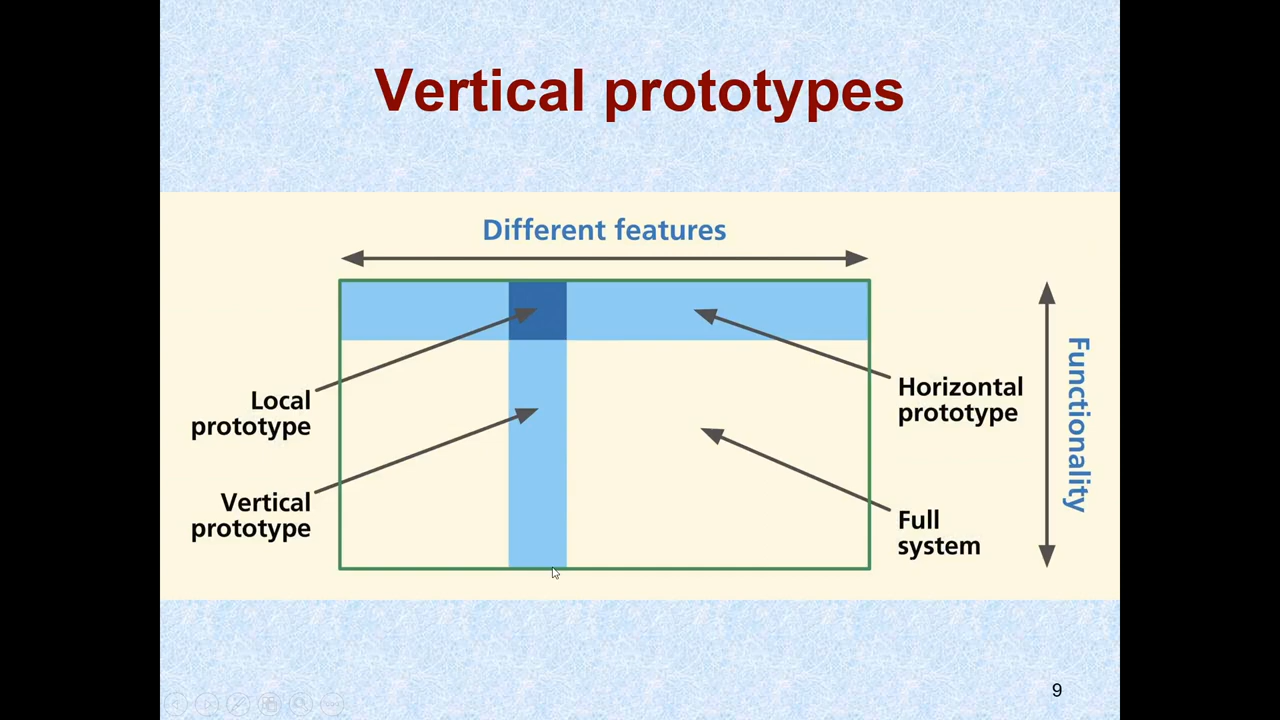 Vertical prototypes
Different features
Local
prototype
Vertical
prototype
Horizontal
prototype
Full
system
Functionality
9